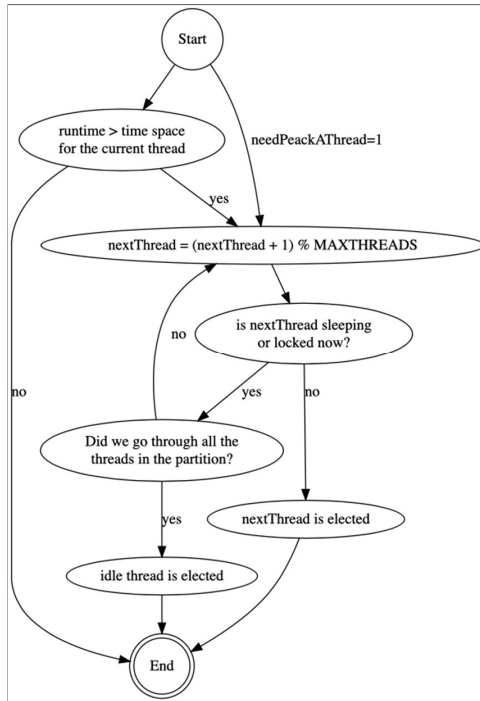 Start
runtime > time space
for the current thread
needPeackAThread=1
yes
nextThread = (nextThread + 1) % MAXTHREADS
is nextThread sleeping
or locked now?
no
no
yes
no
Did we go through all the
threads in the partition?
yes
nextThread is elected
idle thread is elected
End